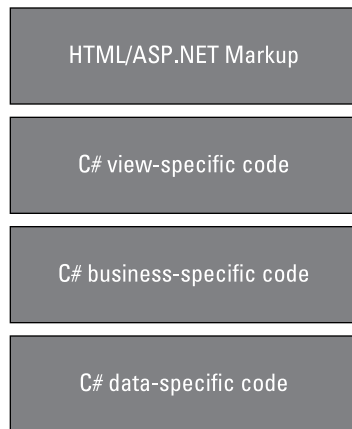 HTML/ASP.NET Markup
C# view-specific code
C# business-specific code
C# data-specific code